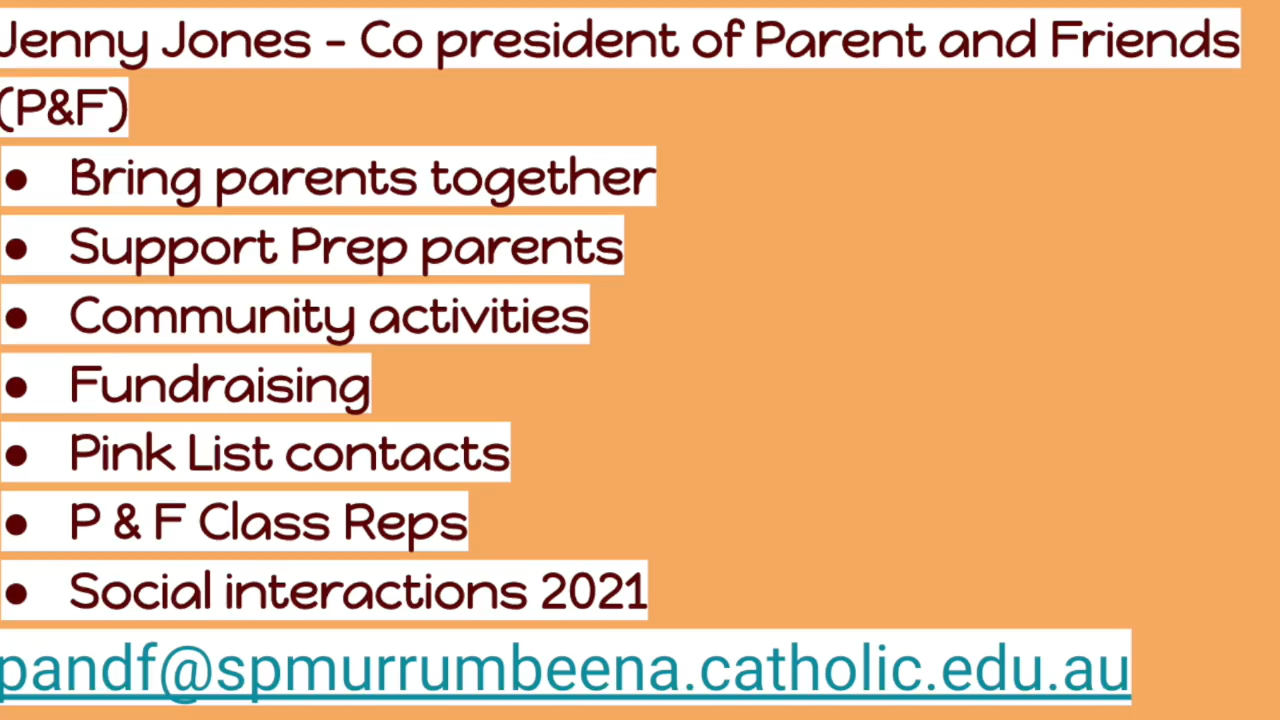 Jenny Jones - Co president of Parent and Friends
(P&F)
● Bring parents together
● Support Prep parents
● Community activities
● Fundraising
● Pink List contacts
● P & F Class Reps
● Social interactions 2021
pandf@spmurrumbeena.catholic.edu.au